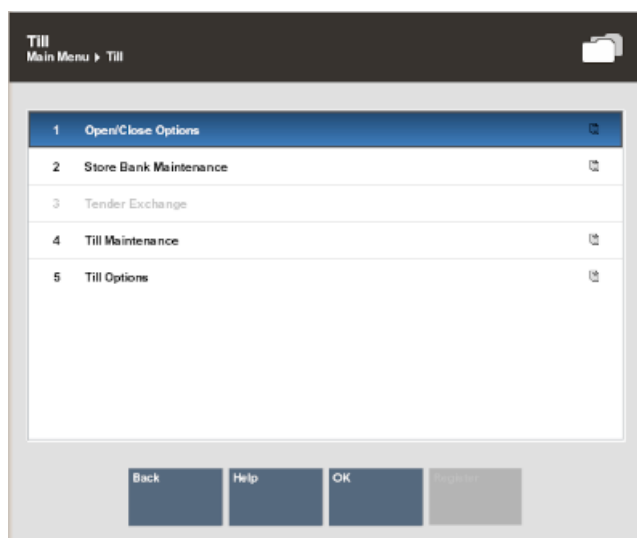 Till
Main Menu ▸ Till
1 Open/Close Options
2 Store Bank Maintenance
3 Tender Exchange
4 Till Maintenance
5 Till Options
Back Help OK Register